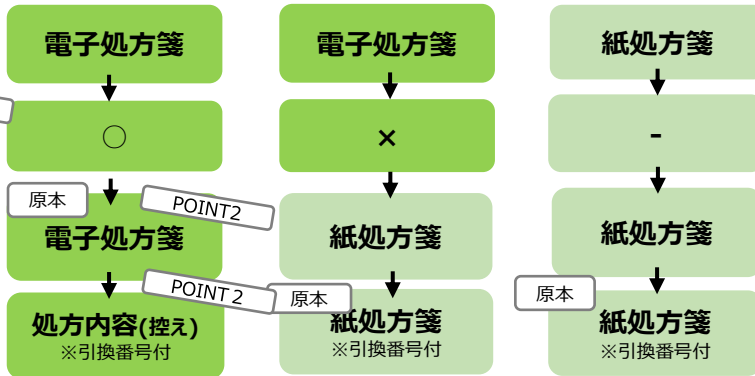 電子処方箋
○
原本
POINT2
電子処方箋
POINT２
処方内容(控え)
※引換番号付
電子処方箋
×
紙処方箋
原本
紙処方箋
※引換番号付
紙処方箋
-
紙処方箋
原本
紙処方箋
※引換番号付